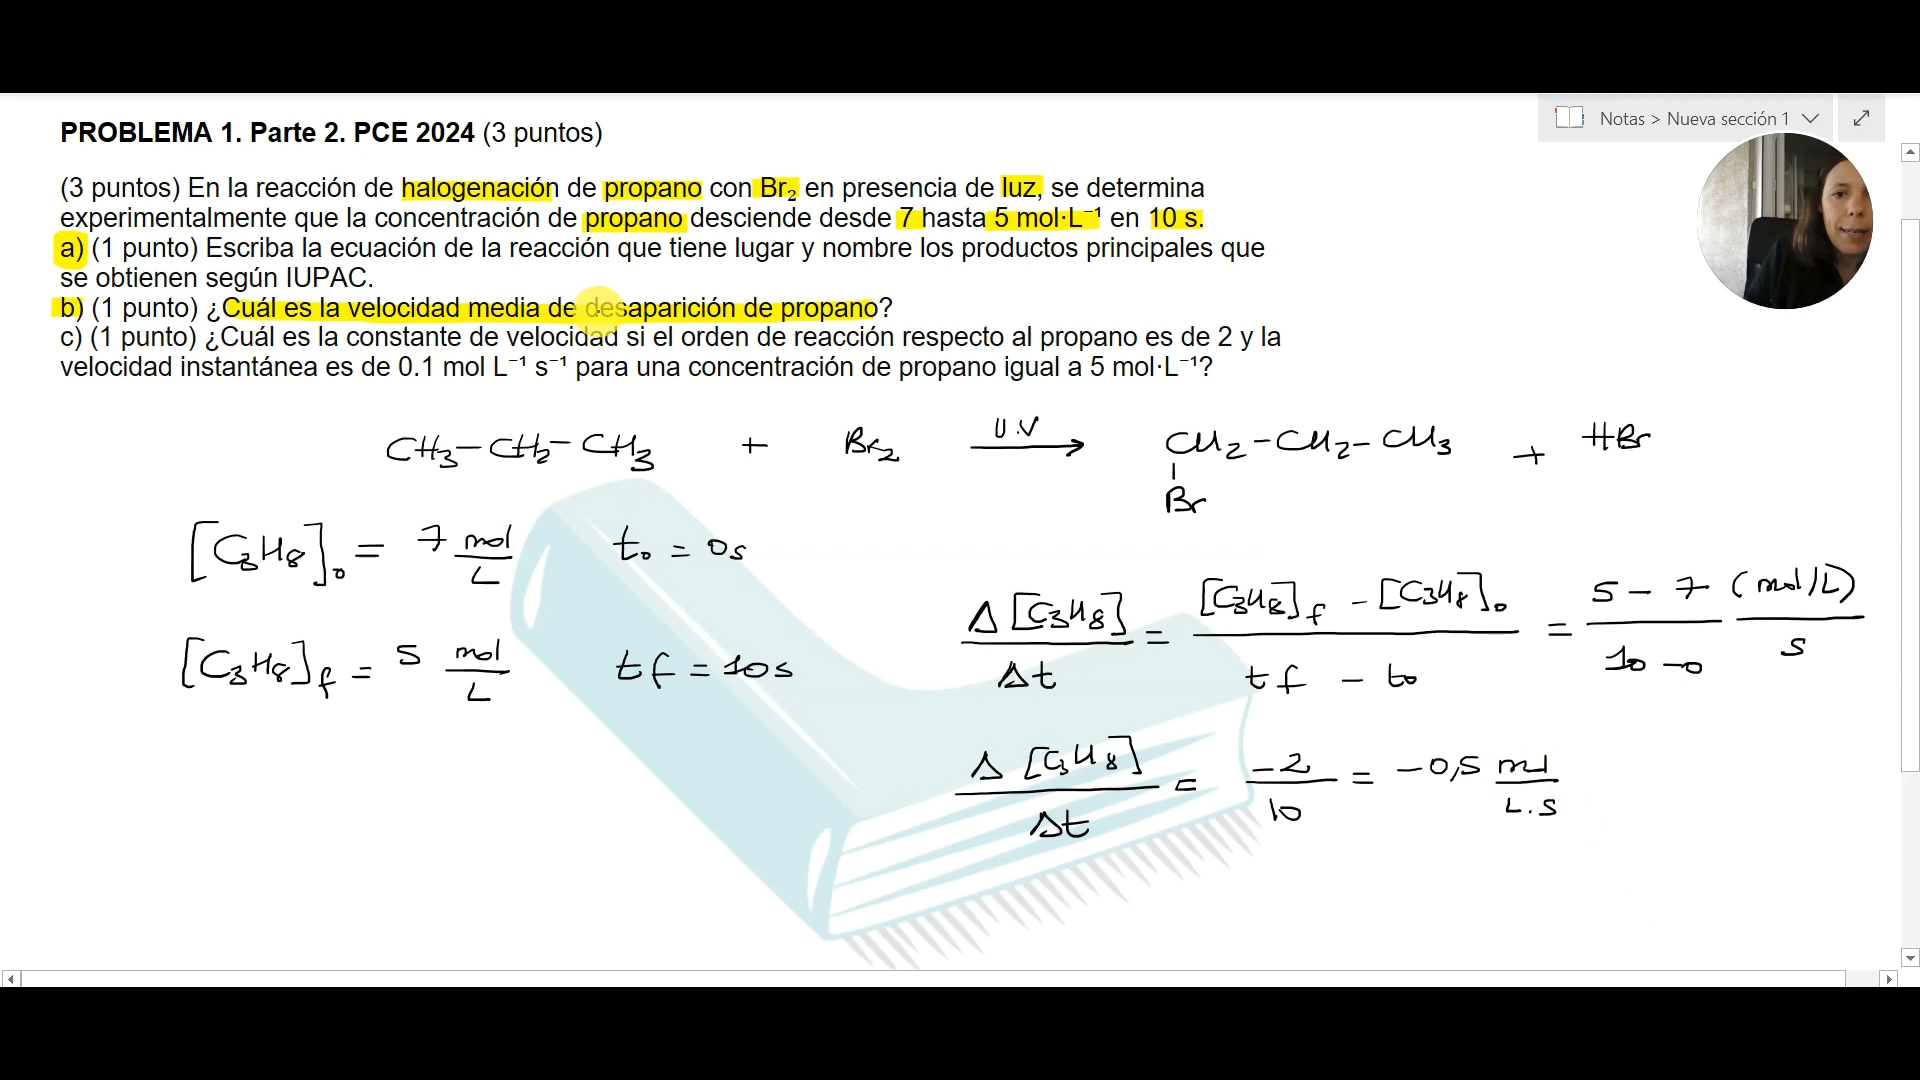 Notas > Nueva sección 1
PROBLEMA 1. Parte 2. PCE 2024 (3 puntos)
(3 puntos) En la reacción de halogenación de propano con Br₂ en presencia de luz, se determina
experimentalmente que la concentración de propano desciende desde 7 hasta 5 mol·L⁻¹ en 10 s.
a) (1 punto) Escriba la ecuación de la reacción que tiene lugar y nombre los productos principales que
se obtienen según IUPAC.
b) (1 punto) ¿Cuál es la velocidad media de desaparición de propano?
c) (1 punto) ¿Cuál es la constante de velocidad si el orden de reacción respecto al propano es de 2 y la
velocidad instantánea es de 0.1 mol L⁻¹ s⁻¹ para una concentración de propano igual a 5 mol·L⁻¹?
CH₃-CH₂-CH₃ + Br₂ U.V → CH₂-CH₂-CH₃ + HBr
Br
[C₃H₈]₀ = 7 mol/L t₀ = 0s
[C₃H₈]f = 5 mol/L tf = 10s
Δ[C₃H₈]/Δt = [C₃H₈]f - [C₃H₈]₀ / tf - t₀ = 5 - 7 / 10 - 0 (mol/L)/s
Δ[C₃H₈]/Δt = -2/10 = -0,5 mol/L.s